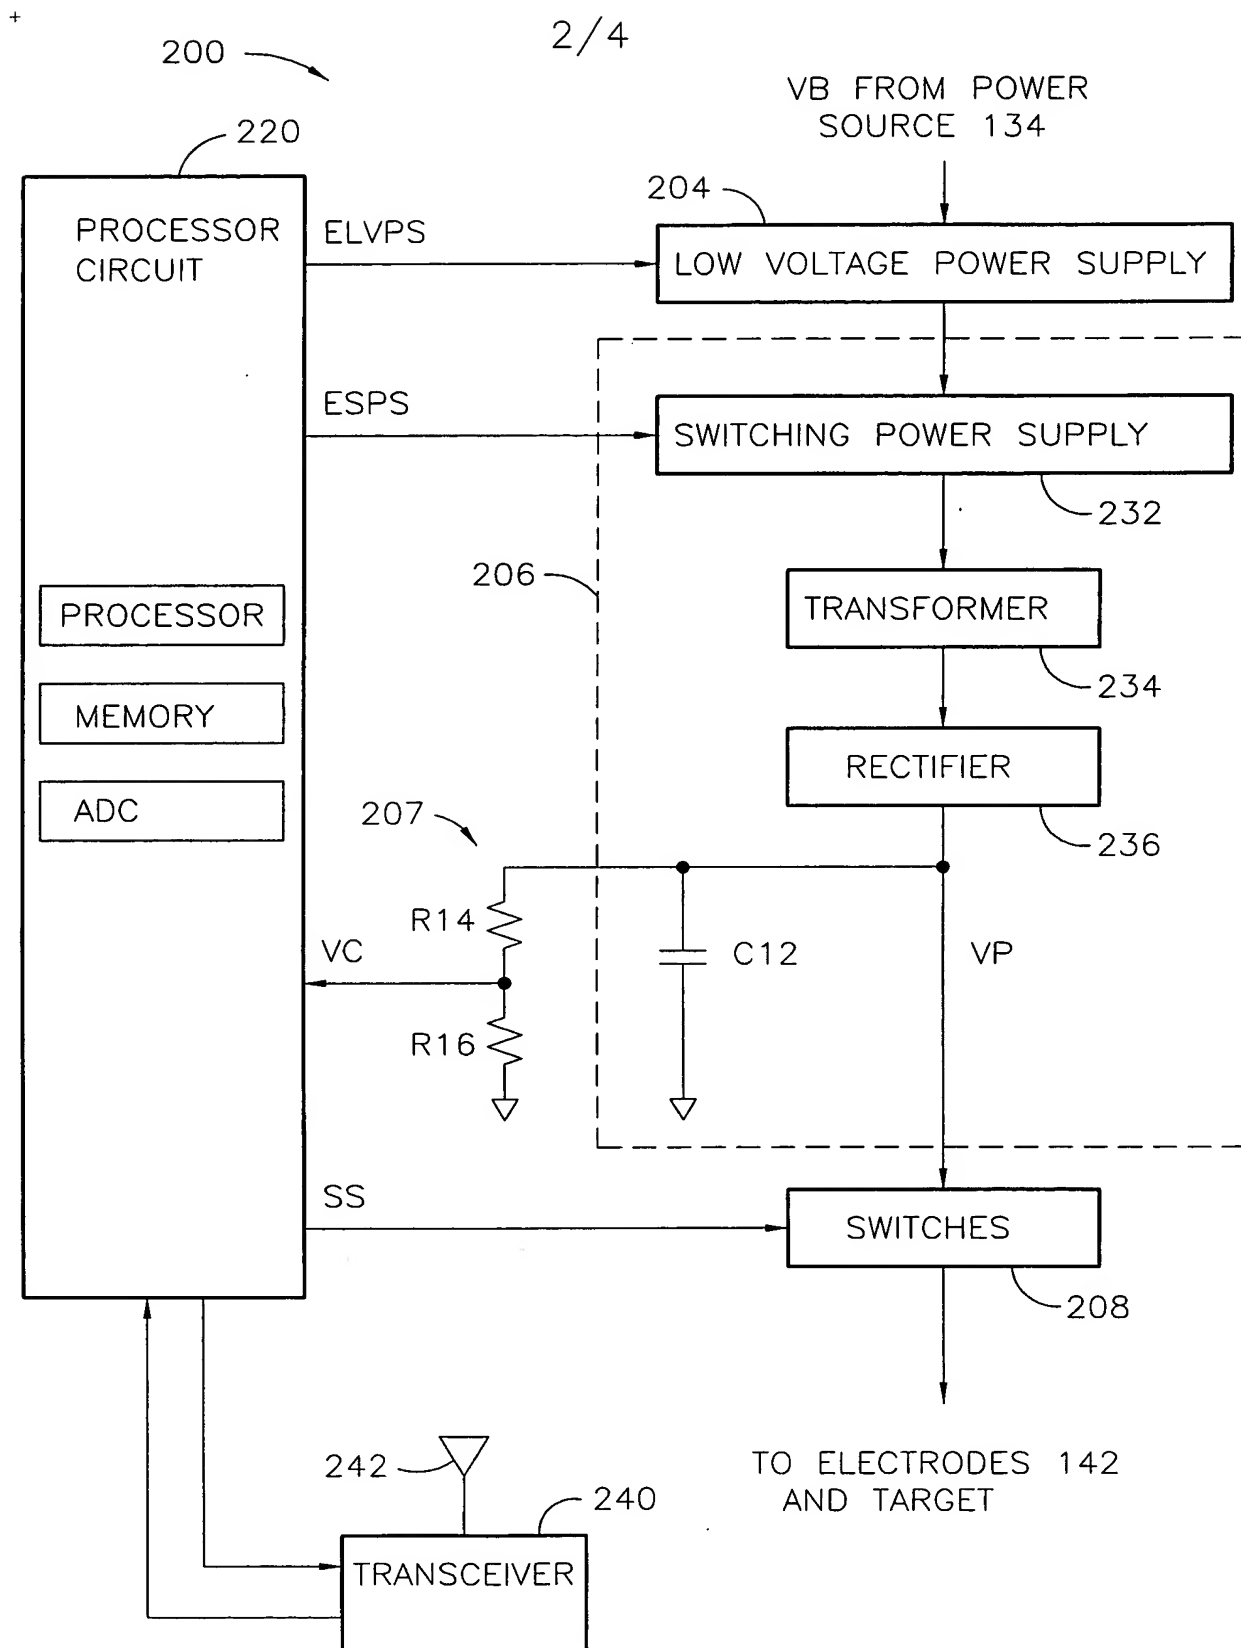 +
2/4
200
VB FROM POWER
SOURCE 134
220
204
PROCESSOR
CIRCUIT
ELVPS
LOW VOLTAGE POWER SUPPLY
ESPS
SWITCHING POWER SUPPLY
232
206
PROCESSOR
TRANSFORMER
234
MEMORY
RECTIFIER
ADC
207
236
R14
VC
C12
VP
R16
SS
SWITCHES
208
242
TO ELECTRODES 142
AND TARGET
240
TRANSCEIVER